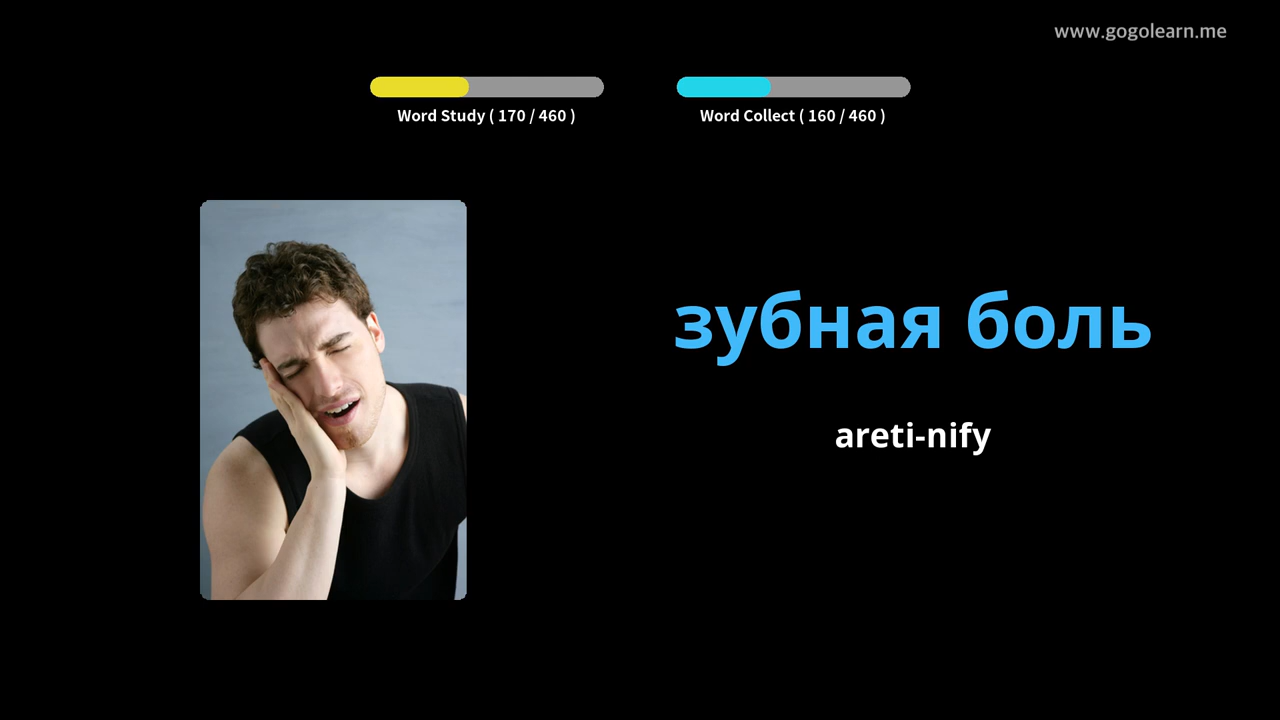 www.gogolearn.me
Word Study ( 170 / 460 )
Word Collect ( 160 / 460 )
зубная боль
areti-nify